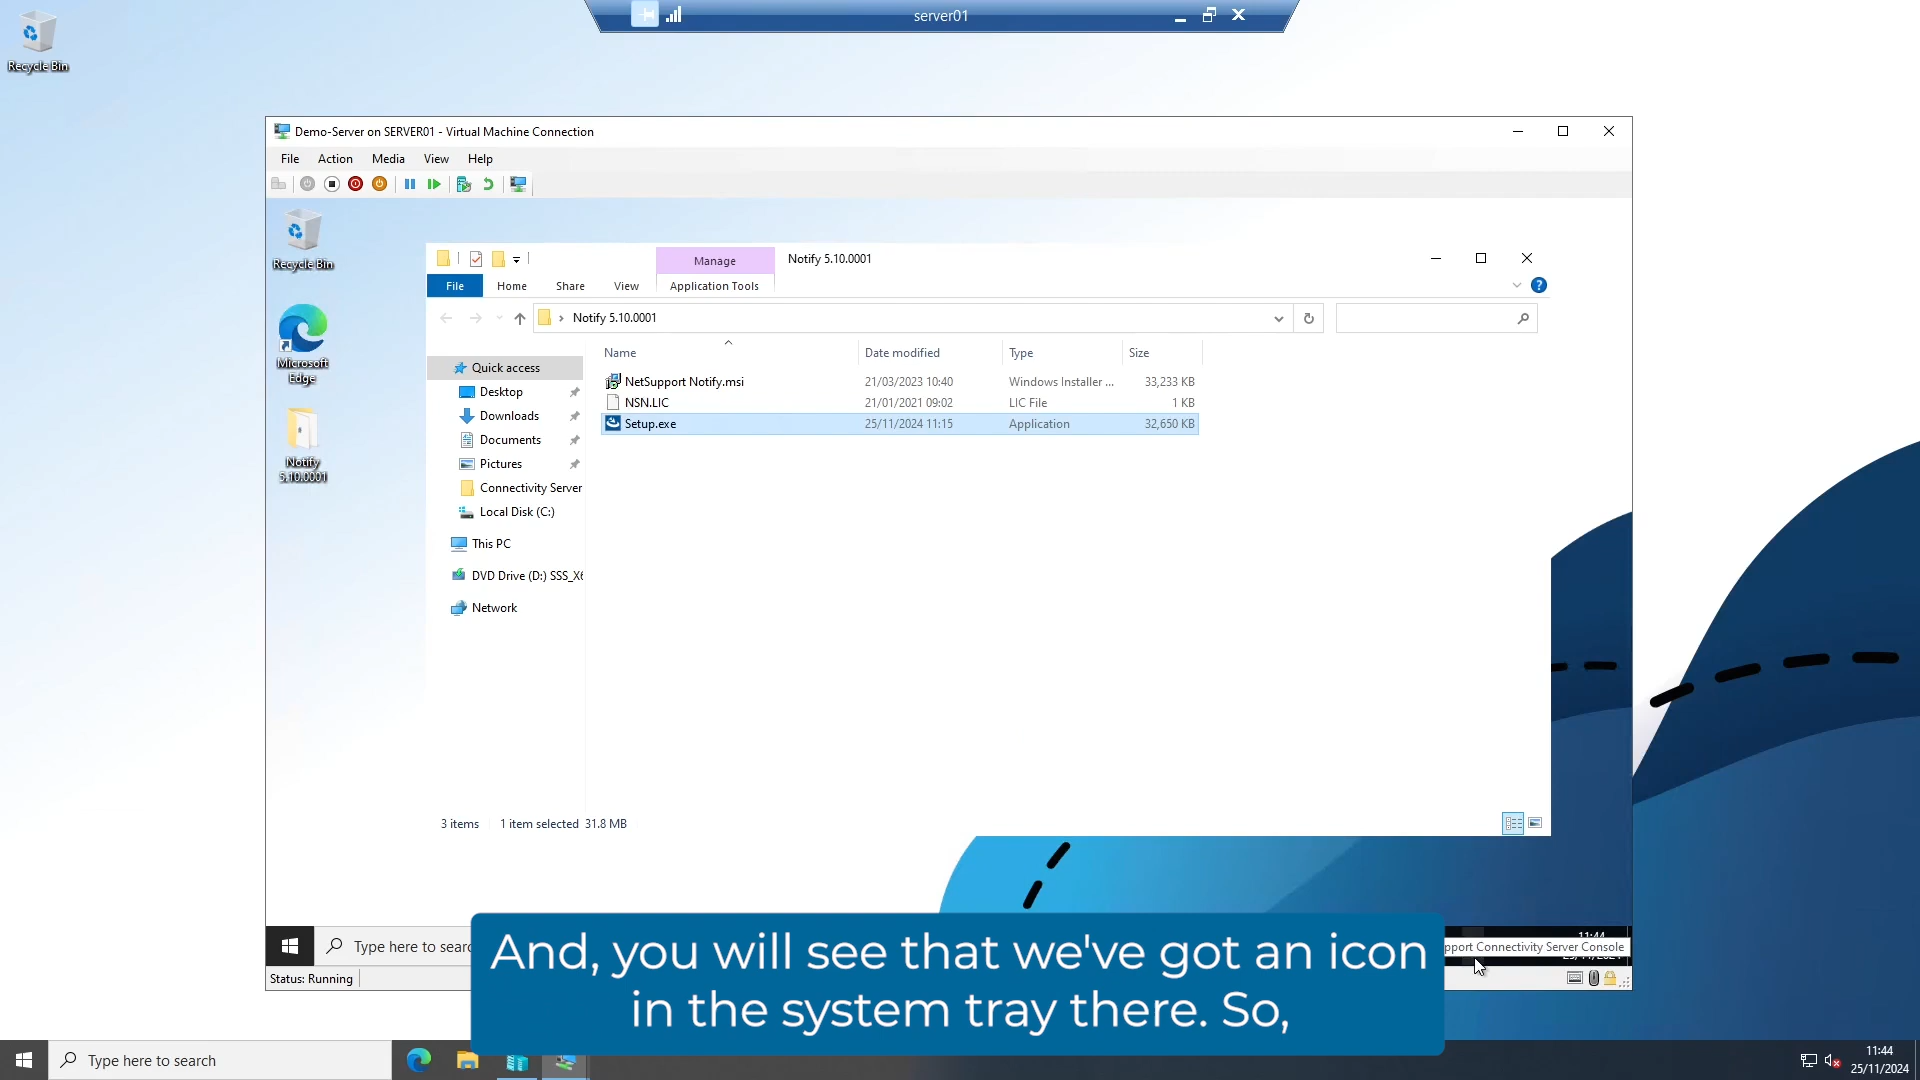 server01
Recycle Bin
Demo-Server on SERVER01 - Virtual Machine Connection
File Action Media View Help
Recycle Bin
Microsoft
Edge
Notify
5.10.0001
Manage
Notify 5.10.0001
File Home Share View Application Tools
Notify 5.10.0001
Name Date modified Type Size
NetSupport Notify.msi 21/03/2023 10:40 Windows Installer ... 33,233 KB
NSN.LIC 21/01/2021 09:02 LIC File 1 KB
Setup.exe 25/11/2024 11:15 Application 32,650 KB
Quick access
Desktop
Downloads
Documents
Pictures
Connectivity Server
Local Disk (C:)
This PC
DVD Drive (D:) SSS_X6
Network
3 items 1 item selected 31.8 MB
Type here to searc
11:44
pport Connectivity Server Console
Status: Running
And, you will see that we've got an icon
in the system tray there. So,
Type here to search
11:44
25/11/2024